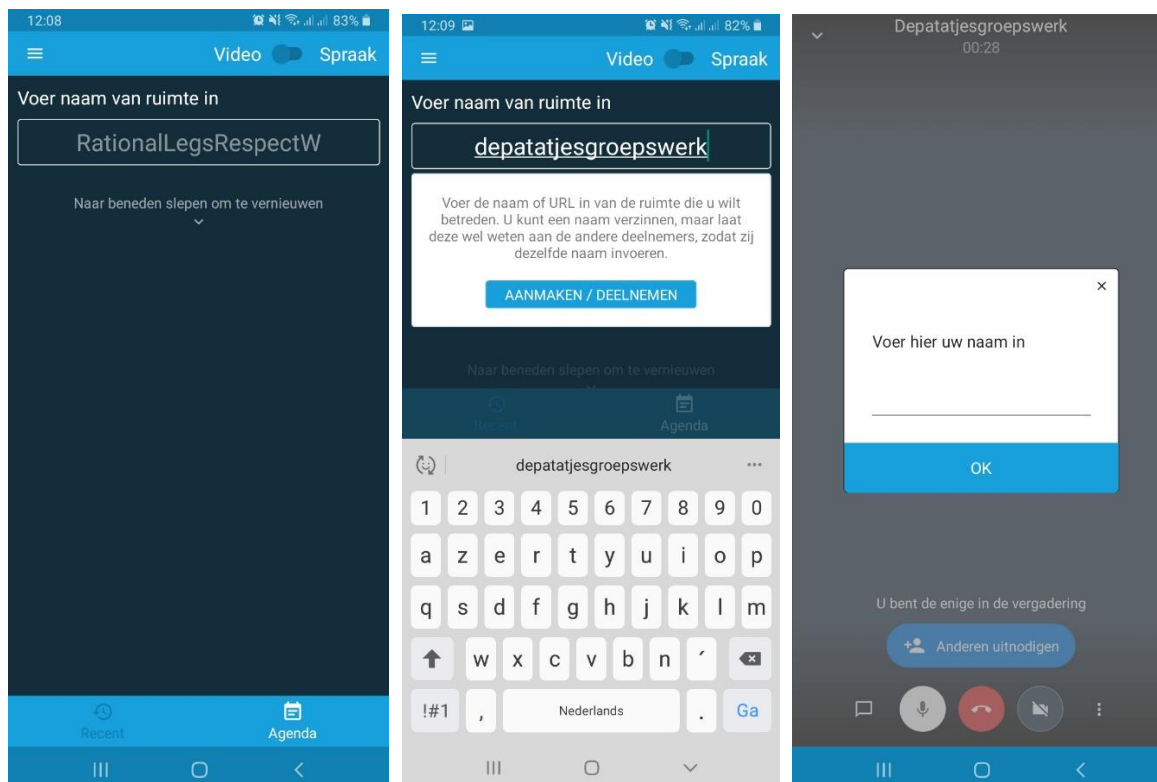 12:08
83%
Video Spraak
Voer naam van ruimte in
RationalLegsRespectW
Naar beneden slepen om te vernieuwen
Recent Agenda
12:09
82%
Video Spraak
Voer naam van ruimte in
depatatjesgroepswerk
Voer de naam of URL in van de ruimte die u wilt
betreden. U kunt een naam verzinnen, maar laat
deze wel weten aan de andere deelnemers, zodat zij
dezelfde naam invoeren.
AANMAKEN / DEELNEMEN
Naar beneden slepen om te vernieuwen
Recent Agenda
depatatjesgroepswerk
1 2 3 4 5 6 7 8 9 0
a z e r t y u i o p
q s d f g h j k l m
w x c v b n ´
!#1 , Nederlands . Ga
Depatatjesgroepswerk
00:28
Voer hier uw naam in
OK
U bent de enige in de vergadering
Anderen uitnodigen